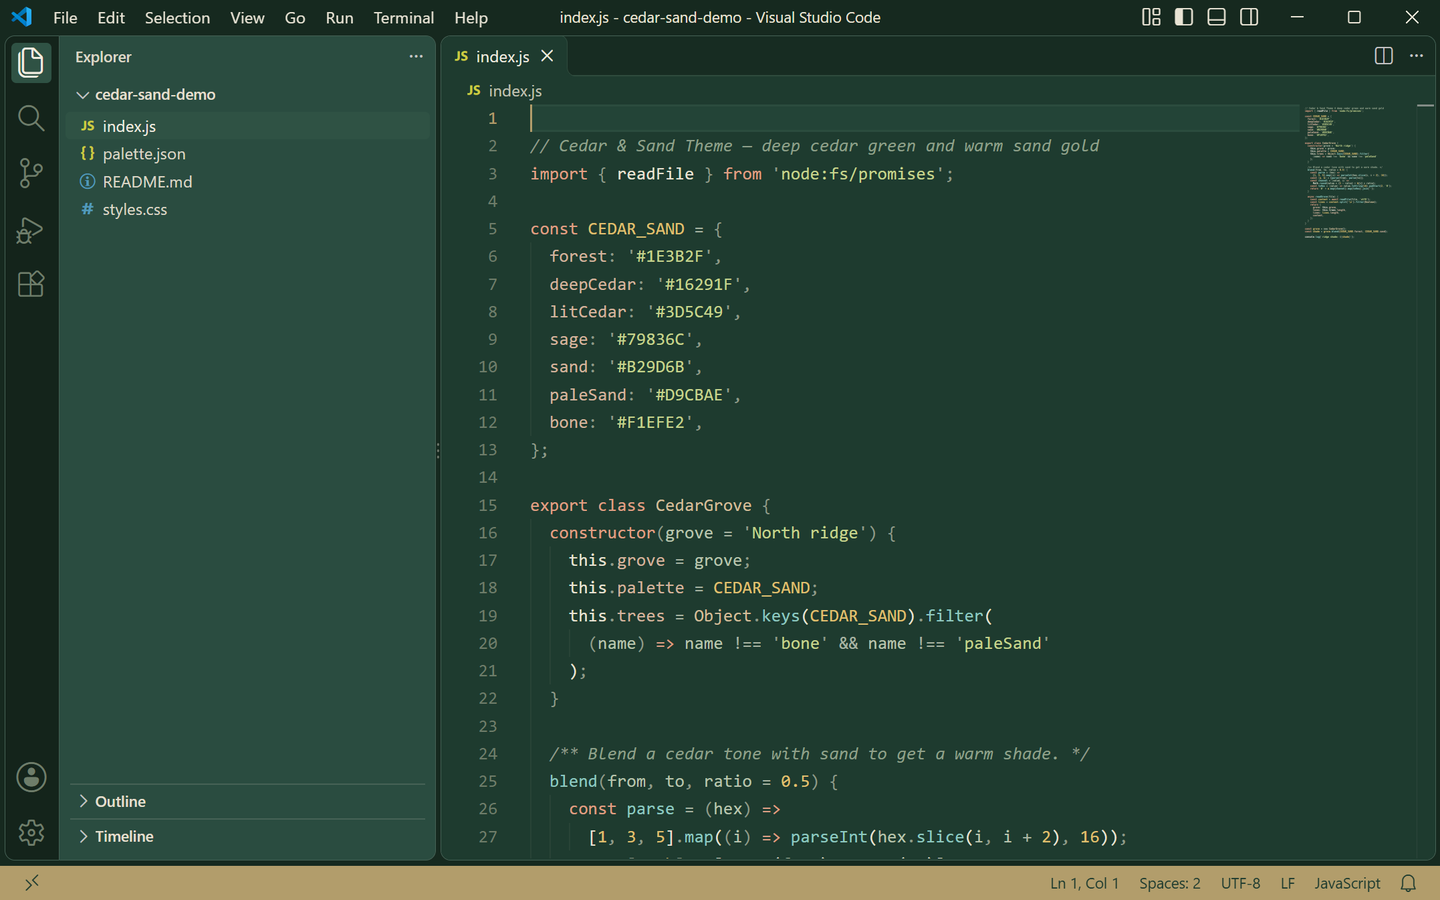 File Edit Selection View Go Run Terminal Help
index.js - cedar-sand-demo - Visual Studio Code
Explorer
cedar-sand-demo
JS index.js
{} palette.json
README.md
# styles.css
Outline
Timeline
JS index.js
JS index.js
1
2 // Cedar & Sand Theme — deep cedar green and warm sand gold
3 import { readFile } from 'node:fs/promises';
4
5 const CEDAR_SAND = {
6 forest: '#1E3B2F',
7 deepCedar: '#16291F',
8 litCedar: '#3D5C49',
9 sage: '#79836C',
10 sand: '#B29D6B',
11 paleSand: '#D9CBAE',
12 bone: '#F1EFE2',
13 };
14
15 export class CedarGrove {
16 constructor(grove = 'North ridge') {
17 this.grove = grove;
18 this.palette = CEDAR_SAND;
19 this.trees = Object.keys(CEDAR_SAND).filter(
20 (name) => name !== 'bone' && name !== 'paleSand'
21 );
22 }
23
24 /** Blend a cedar tone with sand to get a warm shade. */
25 blend(from, to, ratio = 0.5) {
26 const parse = (hex) =>
27 [1, 3, 5].map((i) => parseInt(hex.slice(i, i + 2), 16));
Ln 1, Col 1 Spaces: 2 UTF-8 LF JavaScript